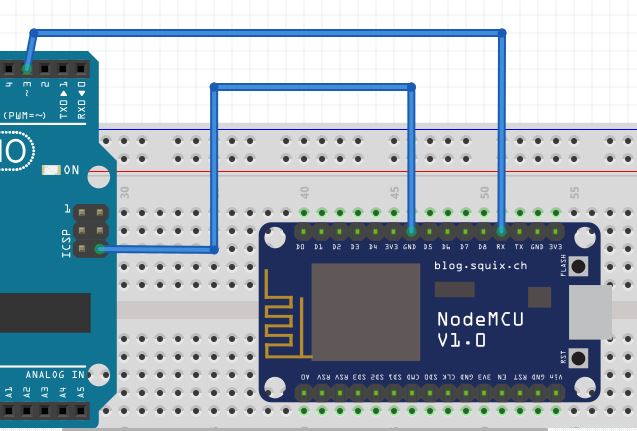 4 ~3 2 TXD▶1 RXD◀0
(PWM=~)
NO
ON
1
ICSP
30 40 45 50 55
D0 D1 D2 D3 D4 3V3 GND D5 D6 D7 D8 RX TX GND 3V3
blog.squix.ch
FLASH
NodeMCU
V1.0
RST
A0 RSV RSV SD3 SD2 SD1 CMD SD0 CLK GND 3V3 EN RST GND Vin
ANALOG IN
A1 A2 A3 A4 A5